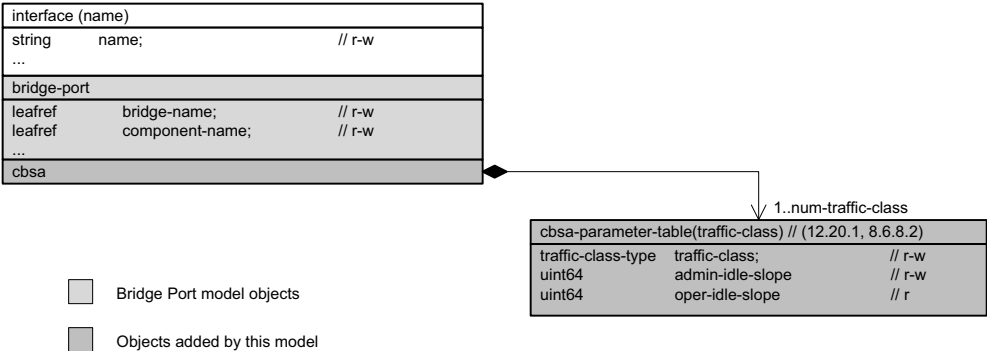 interface (name)
string name; // r-w
...
bridge-port
leafref bridge-name; // r-w
leafref component-name; // r-w
...
cbsa
1..num-traffic-class
cbsa-parameter-table(traffic-class) // (12.20.1, 8.6.8.2)
traffic-class-type traffic-class; // r-w
uint64 admin-idle-slope // r-w
uint64 oper-idle-slope // r
Bridge Port model objects
Objects added by this model